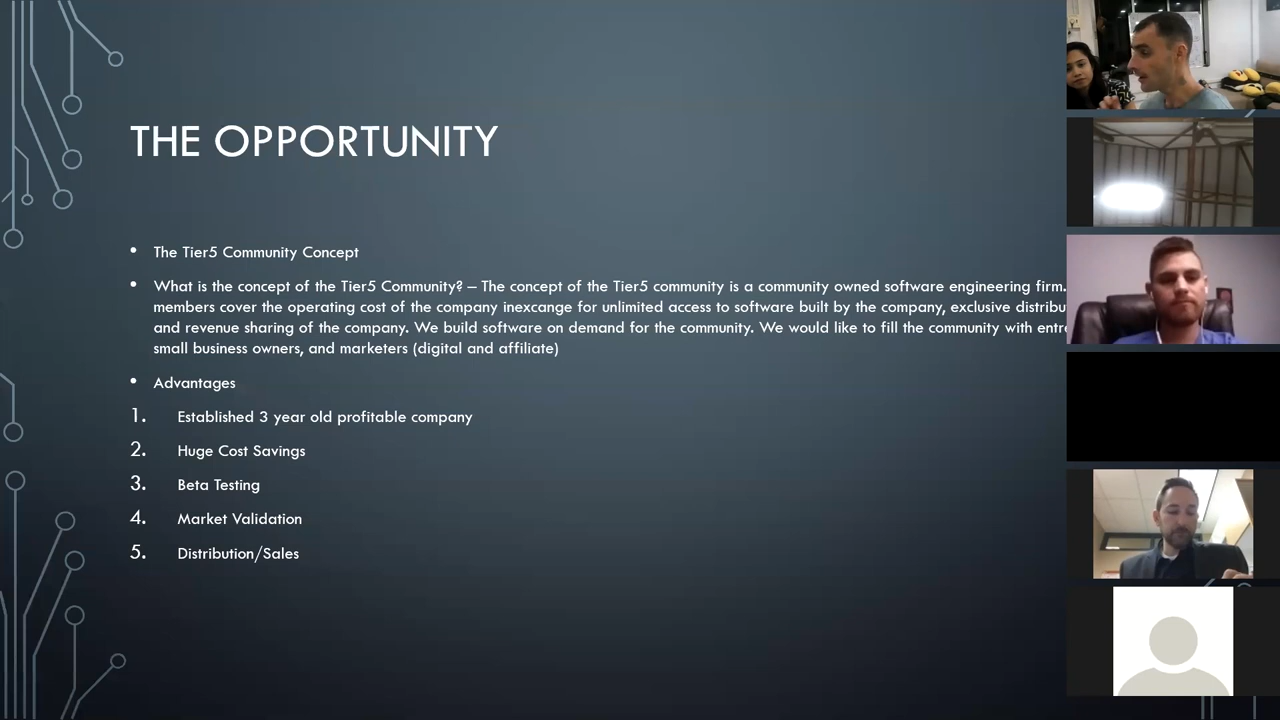 THE OPPORTUNITY
• The Tier5 Community Concept
• What is the concept of the Tier5 Community? – The concept of the Tier5 community is a community owned software engineering firm.
members cover the operating cost of the company inexcange for unlimited access to software built by the company, exclusive
and revenue sharing of the company. We build software on demand for the community. We would like to fill the community with
small business owners, and marketers (digital and affiliate)
• Advantages
1. Established 3 year old profitable company
2. Huge Cost Savings
3. Beta Testing
4. Market Validation
5. Distribution/Sales